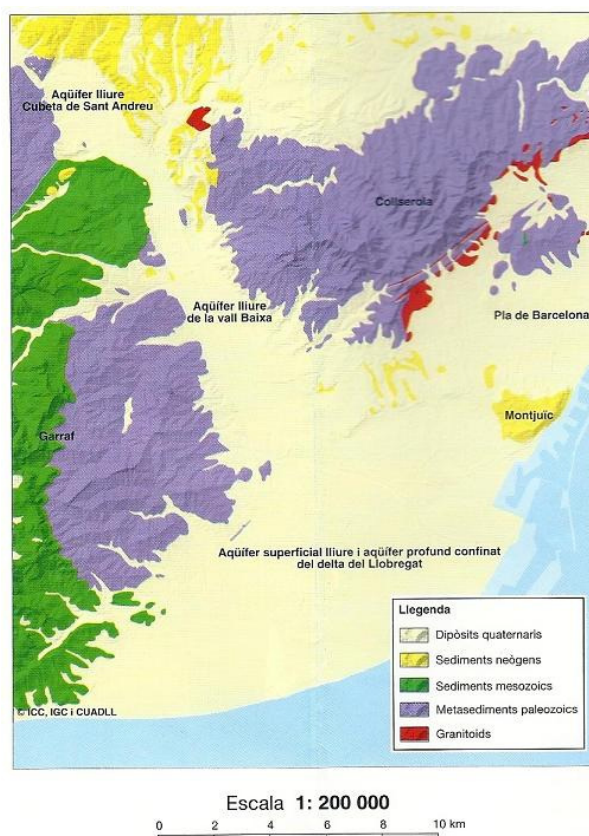 Aqüífer lliure
Cubeta de Sant Andreu
Collserola
Aqüífer lliure
de la vall Baixa
Pla de Barcelona
Montjuïc
Garraf
Aqüífer superficial lliure i aqüífer profund confinat
del delta del Llobregat
Llegenda
Dipòsits quaternaris
Sediments neògens
Sediments mesozoics
Metasediments paleozoics
Granitoids
© ICC, IGC i CUADLL
Escala 1: 200 000
0 2 4 6 8 10 km